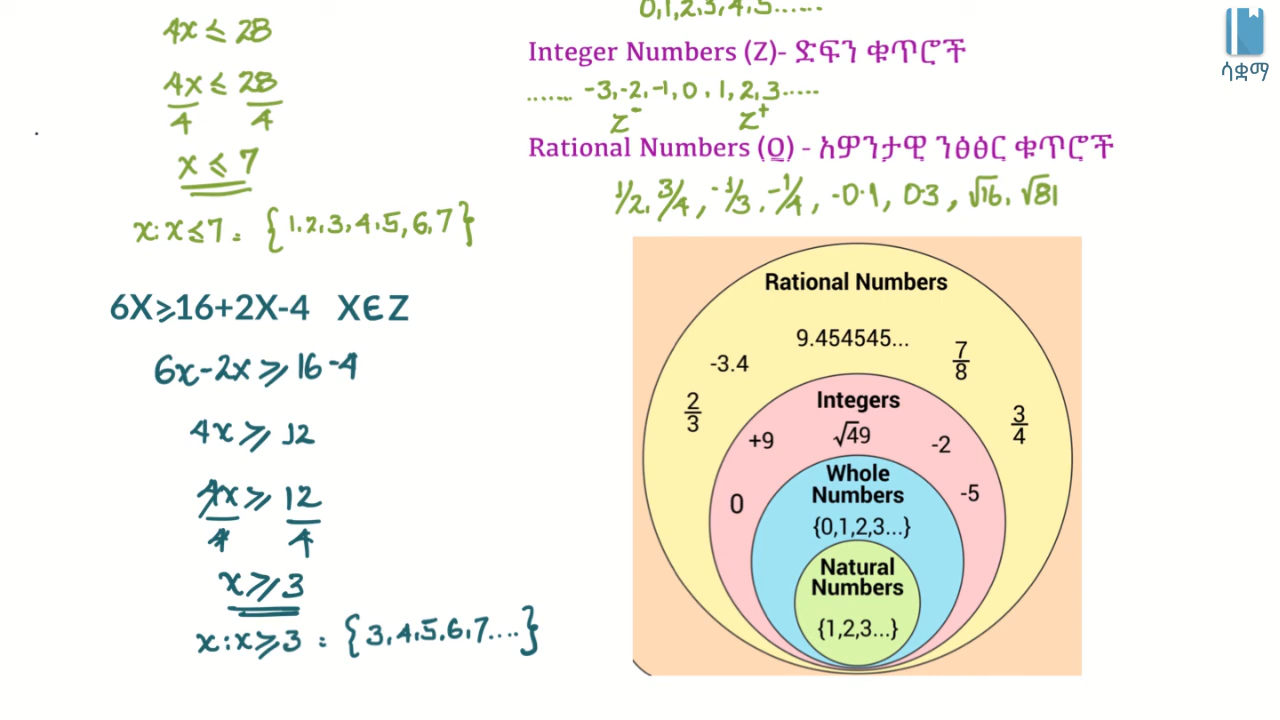 4x ≤ 28
4x ≤ 28
4 4
x ≤ 7
x: x ≤ 7 = {1,2,3,4,5,6,7}
6X≥16+2X-4 X∈Z
6x-2x ≥ 16-4
4x ≥ 12
4x ≥ 12
4 4
x ≥ 3
x: x ≥ 3 = {3,4,5,6,7....}
0,1,2,3,4,5......
Integer Numbers (Z)- ድፍን ቁጥሮች
...... -3,-2,-1,0,1,2,3.....
Z⁻ Z⁺
Rational Numbers (Q) - አዎንታዊ ንፅፅር ቁጥሮች
1/2, 3/4, -1/3, -1/4, -0.1, 0.3, √16, √81
Rational Numbers
9.454545...
-3.4
7/8
2/3
3/4
Integers
+9 √49 -2
0 -5
Whole
Numbers
{0,1,2,3...}
Natural
Numbers
{1,2,3...}
ሳቋማ